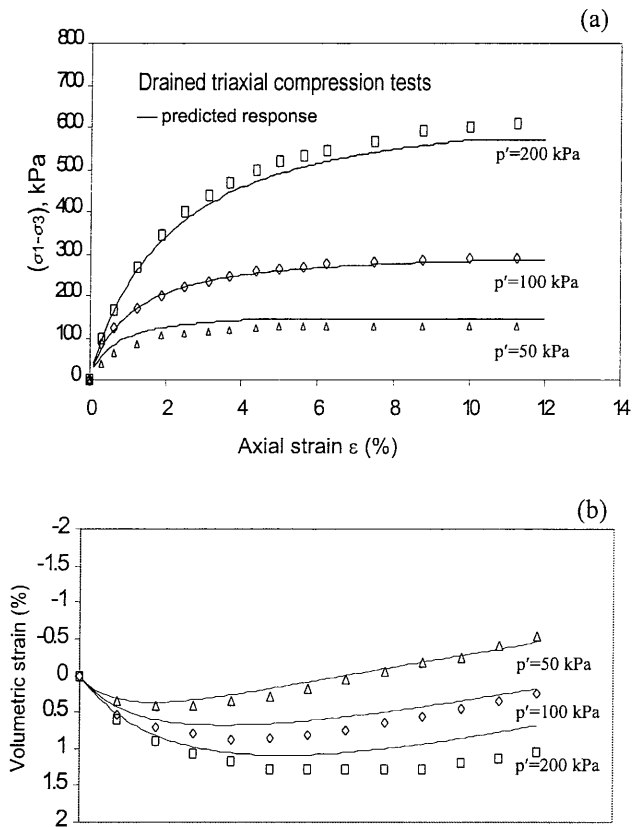 (a)
800
700
600
500
400
300
200
100
0
(σ1-σ3), kPa
Drained triaxial compression tests
— predicted response
p'=200 kPa
p'=100 kPa
p'=50 kPa
0 2 4 6 8 10 12 14
Axial strain ε (%)
(b)
-2
-1.5
-1
-0.5
0
0.5
1
1.5
2
Volumetric strain (%)
p'=50 kPa
p'=100 kPa
p'=200 kPa